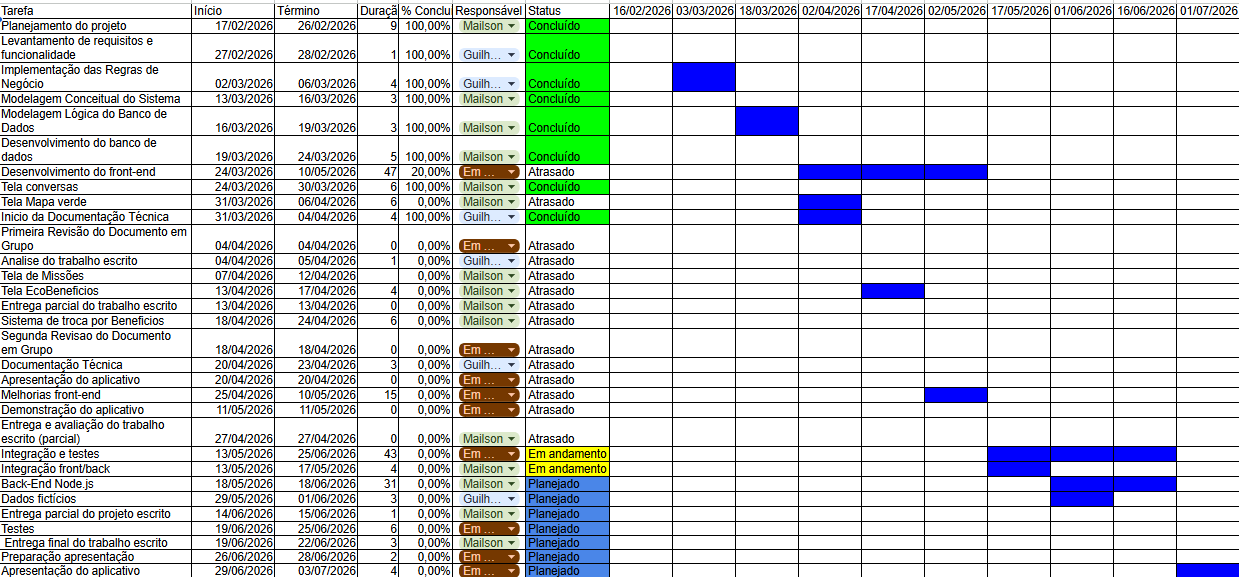 Tarefa Início Término Duraçã % Conclu Responsável Status 16/02/2026 03/03/2026 18/03/2026 02/04/2026 17/04/2026 02/05/2026 17/05/2026 01/06/2026 16/06/2026 01/07/2026
Planejamento do projeto 17/02/2026 26/02/2026 9 100,00% Mailson Concluído
Levantamento de requisitos e
funcionalidade 27/02/2026 28/02/2026 1 100,00% Guilh... Concluído
Implementação das Regras de
Negócio 02/03/2026 06/03/2026 4 100,00% Guilh... Concluído
Modelagem Conceitual do Sistema 13/03/2026 16/03/2026 3 100,00% Mailson Concluído
Modelagem Lógica do Banco de
Dados 16/03/2026 19/03/2026 3 100,00% Mailson Concluído
Desenvolvimento do banco de
dados 19/03/2026 24/03/2026 5 100,00% Mailson Concluído
Desenvolvimento do front-end 24/03/2026 10/05/2026 47 20,00% Em ... Atrasado
Tela conversas 24/03/2026 30/03/2026 6 100,00% Mailson Concluído
Tela Mapa verde 31/03/2026 06/04/2026 6 0,00% Mailson Atrasado
Inicio da Documentação Técnica 31/03/2026 04/04/2026 4 100,00% Guilh... Concluído
Primeira Revisão do Documento em
Grupo 04/04/2026 04/04/2026 0 0,00% Em ... Atrasado
Analise do trabalho escrito 04/04/2026 05/04/2026 1 0,00% Guilh... Atrasado
Tela de Missões 07/04/2026 12/04/2026 0,00% Mailson Atrasado
Tela EcoBeneficios 13/04/2026 17/04/2026 4 0,00% Mailson Atrasado
Entrega parcial do trabalho escrito 13/04/2026 13/04/2026 0 0,00% Mailson Atrasado
Sistema de troca por Beneficios 18/04/2026 24/04/2026 6 0,00% Mailson Atrasado
Segunda Revisao do Documento
em Grupo 18/04/2026 18/04/2026 0 0,00% Em ... Atrasado
Documentação Técnica 20/04/2026 23/04/2026 3 0,00% Guilh... Atrasado
Apresentação do aplicativo 20/04/2026 20/04/2026 0 0,00% Em ... Atrasado
Melhorias front-end 25/04/2026 10/05/2026 15 0,00% Em ... Atrasado
Demonstração do aplicativo 11/05/2026 11/05/2026 0 0,00% Em ... Atrasado
Entrega e avaliação do trabalho
escrito (parcial) 27/04/2026 27/04/2026 0 0,00% Mailson Atrasado
Integração e testes 13/05/2026 25/06/2026 43 0,00% Em ... Em andamento
Integração front/back 13/05/2026 17/05/2026 4 0,00% Mailson Em andamento
Back-End Node.js 18/05/2026 18/06/2026 31 0,00% Mailson Planejado
Dados fictícios 29/05/2026 01/06/2026 3 0,00% Guilh... Planejado
Entrega parcial do projeto escrito 14/06/2026 15/06/2026 1 0,00% Mailson Planejado
Testes 19/06/2026 25/06/2026 6 0,00% Em ... Planejado
Entrega final do trabalho escrito 19/06/2026 22/06/2026 3 0,00% Mailson Planejado
Preparação apresentação 26/06/2026 28/06/2026 2 0,00% Em ... Planejado
Apresentação do aplicativo 29/06/2026 03/07/2026 4 0,00% Em ... Planejado